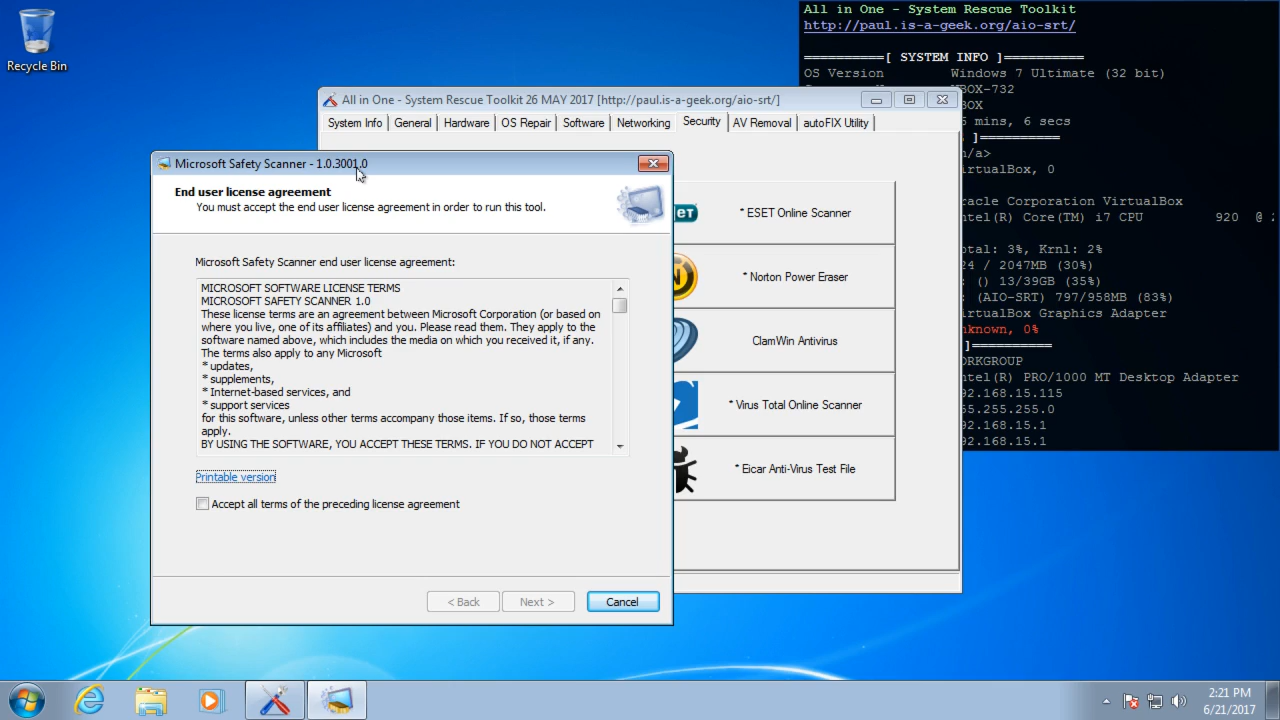 Recycle Bin
All in One - System Rescue Toolkit
http://paul.is-a-geek.org/aio-srt/
==========[ SYSTEM INFO ]==========
OS Version Windows 7 Ultimate (32 bit)
BOX-732
BOX
mins, 6 secs
]==========
/a>
irtualBox, 0
racle Corporation VirtualBox
ntel(R) Core(TM) i7 CPU 920 @
otal: 3%, Krnl: 2%
24 / 2047MB (30%)
: () 13/39GB (35%)
: (AIO-SRT) 797/958MB (83%)
irtualBox Graphics Adapter
nknown, 0%
]==========
ORKGROUP
ntel(R) PRO/1000 MT Desktop Adapter
92.168.15.115
55.255.255.0
92.168.15.1
92.168.15.1
All in One - System Rescue Toolkit 26 MAY 2017 [http://paul.is-a-geek.org/aio-srt/]
System Info
General
Hardware
OS Repair
Software
Networking
Security
AV Removal
autoFIX Utility
* ESET Online Scanner
* Norton Power Eraser
ClamWin Antivirus
* Virus Total Online Scanner
* Eicar Anti-Virus Test File
Microsoft Safety Scanner - 1.0.3001.0
End user license agreement
You must accept the end user license agreement in order to run this tool.
Microsoft Safety Scanner end user license agreement:
MICROSOFT SOFTWARE LICENSE TERMS
MICROSOFT SAFETY SCANNER 1.0
These license terms are an agreement between Microsoft Corporation (or based on
where you live, one of its affiliates) and you. Please read them. They apply to the
software named above, which includes the media on which you received it, if any.
The terms also apply to any Microsoft
* updates,
* supplements,
* Internet-based services, and
* support services
for this software, unless other terms accompany those items. If so, those terms
apply.
BY USING THE SOFTWARE, YOU ACCEPT THESE TERMS. IF YOU DO NOT ACCEPT
Printable version
Accept all terms of the preceding license agreement
< Back
Next >
Cancel
2:21 PM
6/21/2017